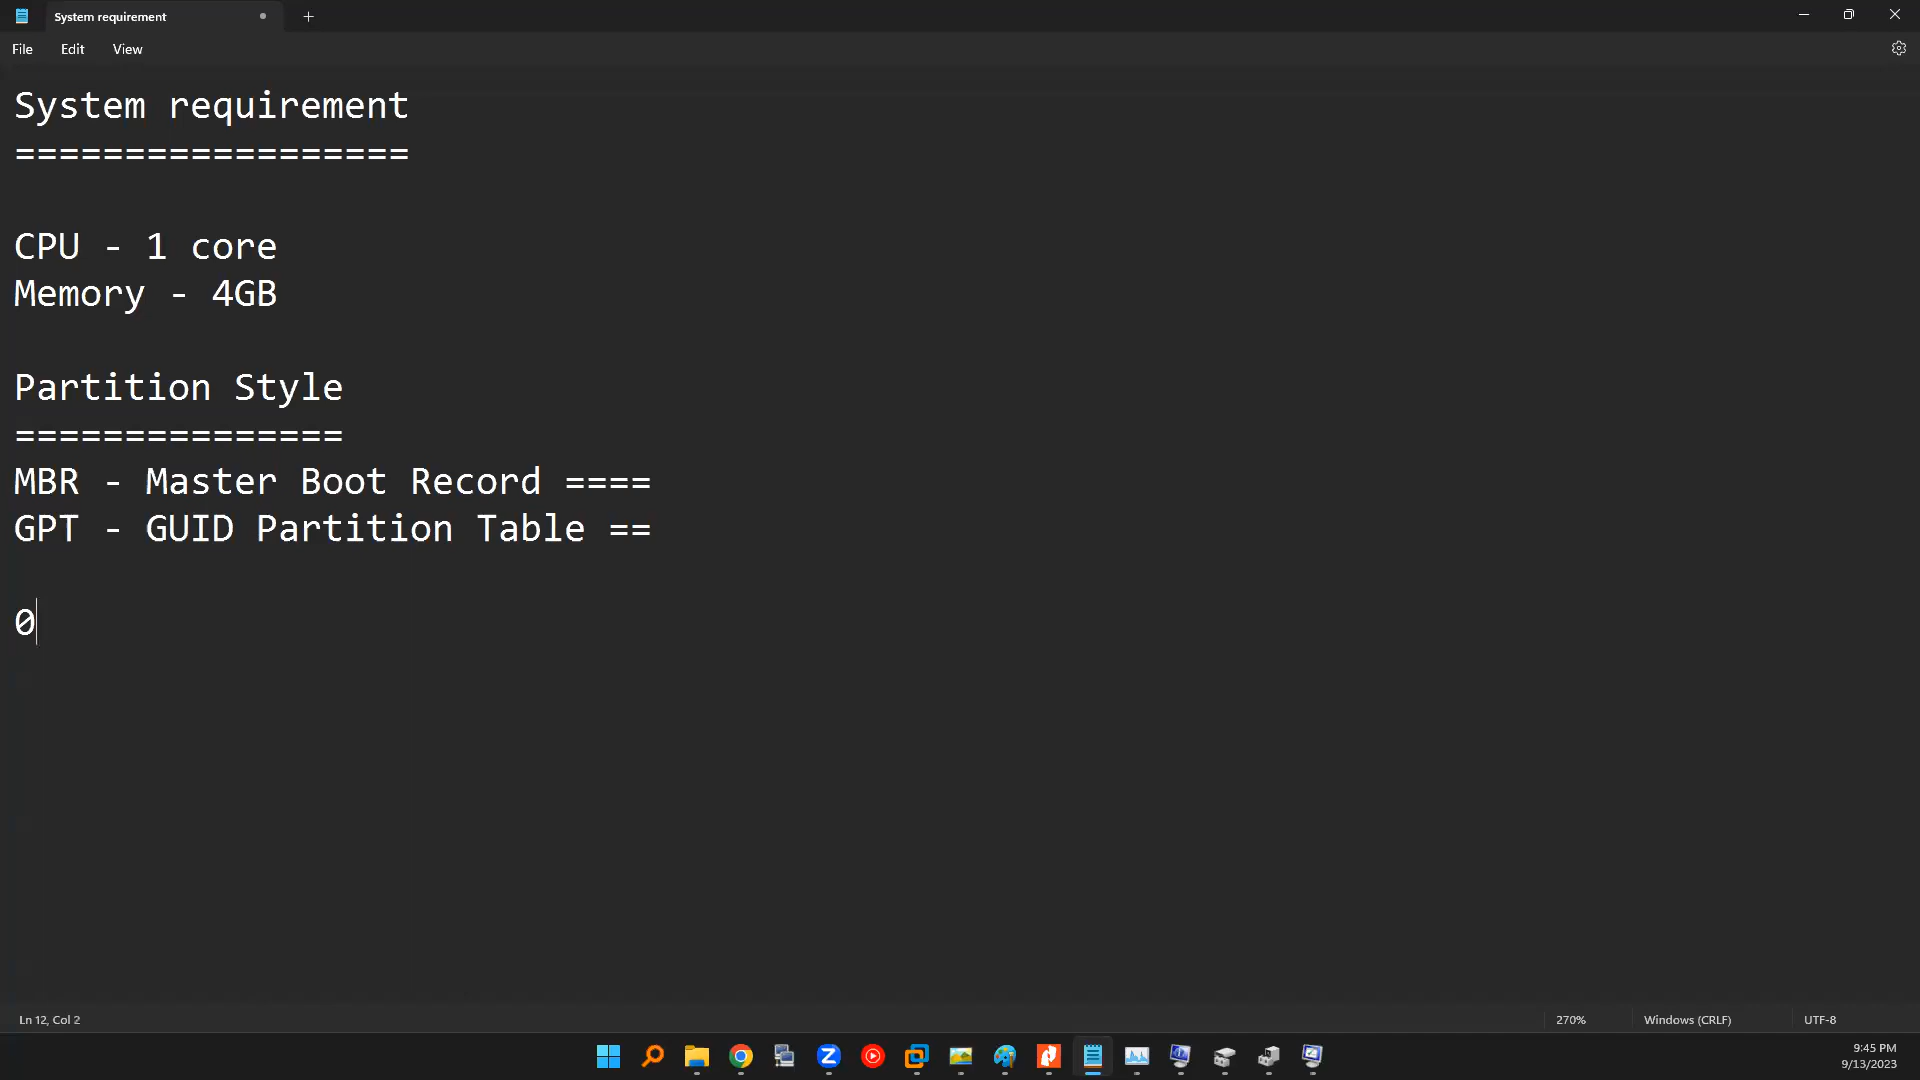 System requirement
File Edit View
System requirement
==================
CPU - 1 core
Memory - 4GB
Partition Style
===============
MBR - Master Boot Record ====
GPT - GUID Partition Table ==
0
Ln 12, Col 2
270%
Windows (CRLF)
UTF-8
9:45 PM
9/13/2023